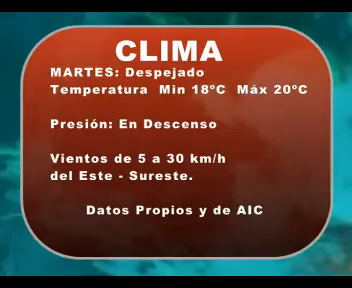 CLIMA
MARTES: Despejado
Temperatura Min 18ºC Máx 20ºC
Presión: En Descenso
Vientos de 5 a 30 km/h
del Este - Sureste.
Datos Propios y de AIC